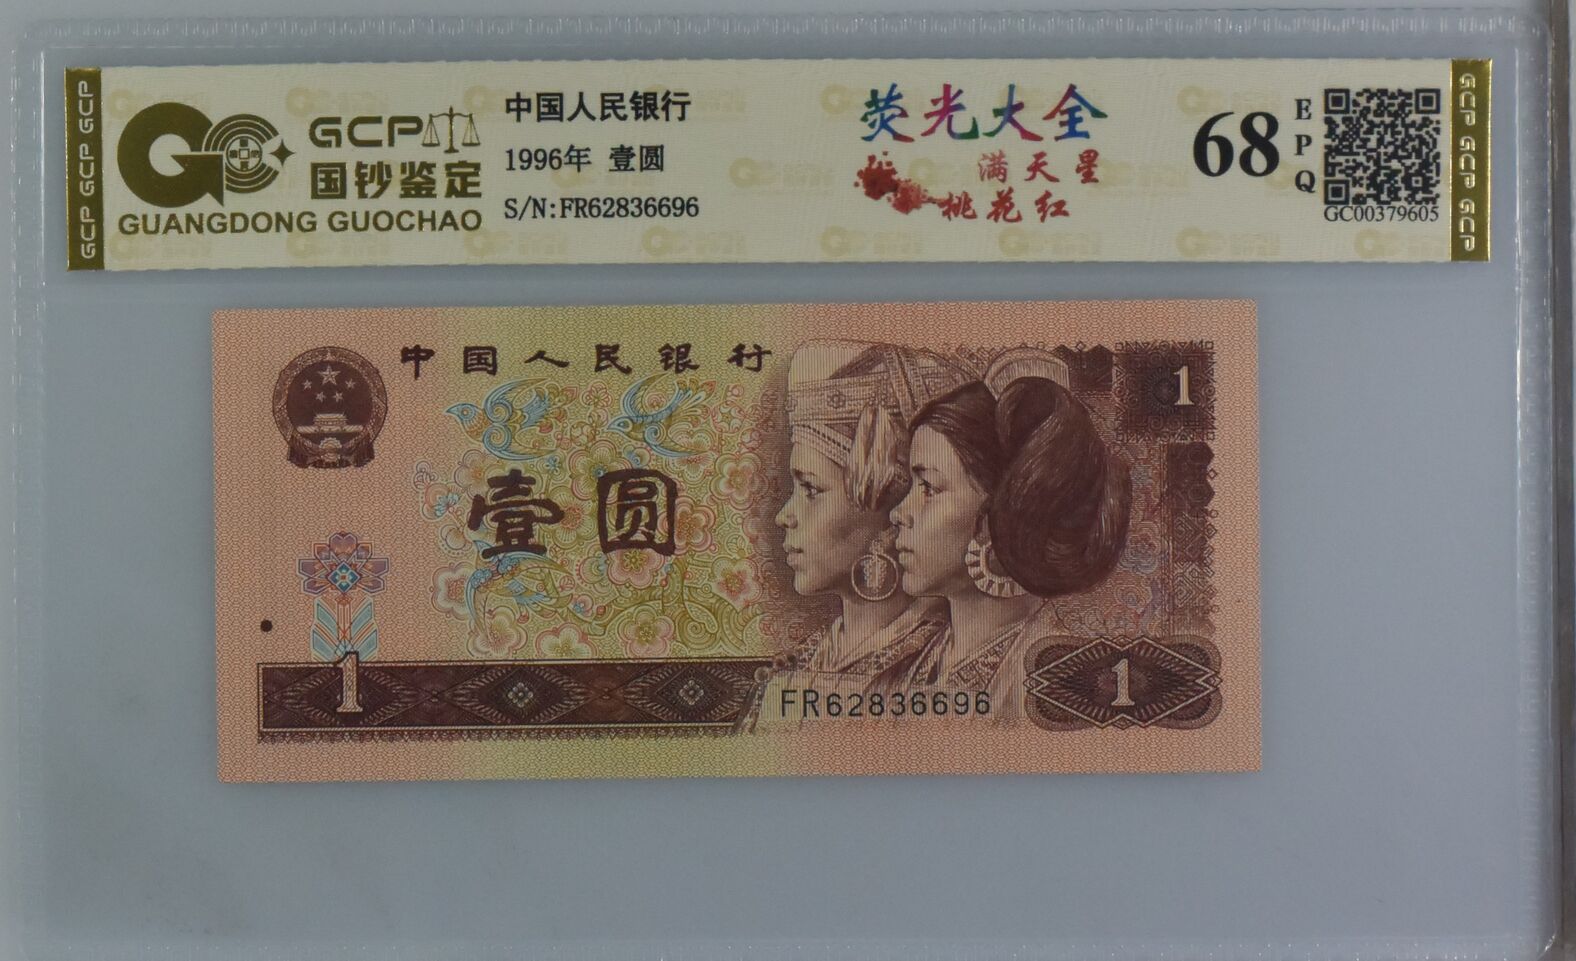 GCP GCP GCP
GCP
国钞鉴定
GUANGDONG GUOCHAO
中国人民银行
1996年 壹圆
S/N:FR62836696
荧光大全
满天星
桃花红
68
EPQ
GC00379605
GCP GCP GCP
中国人民银行
1
壹圆
1
FR62836696
1